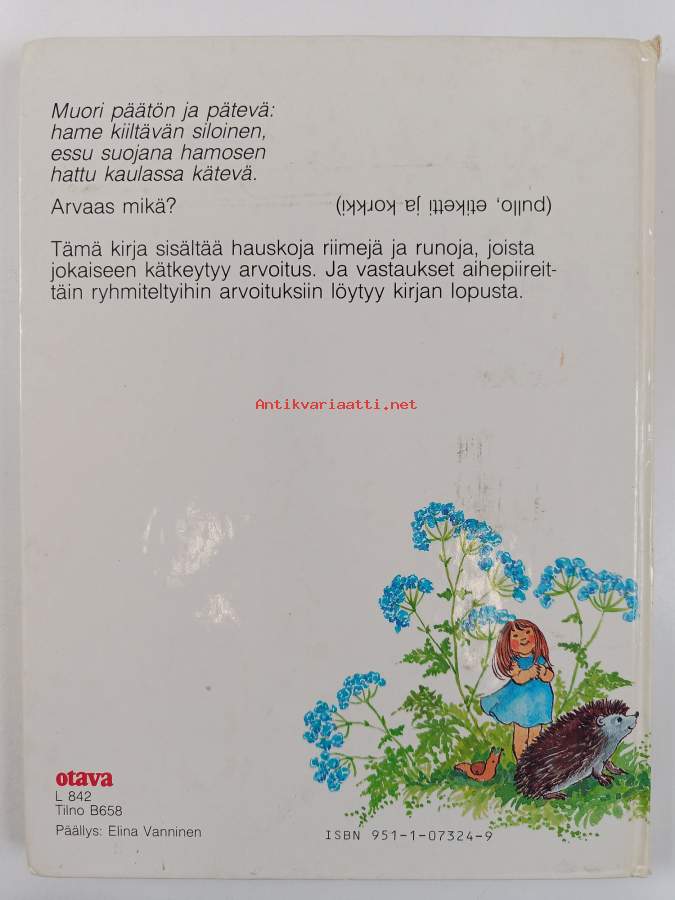 Muori päätön ja pätevä:
hame kiiltävän siloinen,
essu suojana hamosen
hattu kaulassa kätevä.
Arvaas mikä? (pullo, etiketti ja korkki)
Tämä kirja sisältää hauskoja riimejä ja runoja, joista
jokaiseen kätkeytyy arvoitus. Ja vastaukset aihepiireit-
täin ryhmiteltyihin arvoituksiin löytyy kirjan lopusta.
Antikvariaatti.net
otava
L 842
Tilno B658
Päällys: Elina Vanninen
ISBN 951-1-07324-9